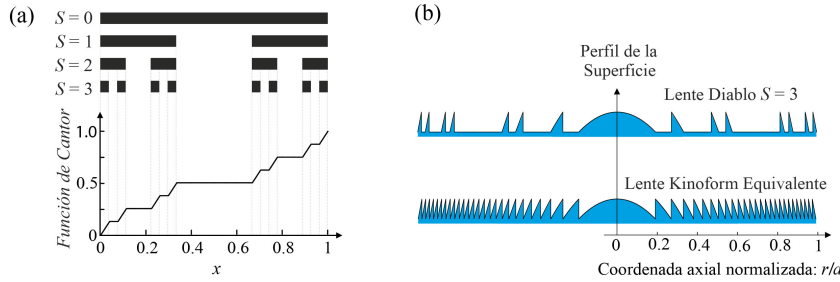 (a)
S = 0
S = 1
S = 2
S = 3
Función de Cantor
1.0
0.5
0
0 0.2 0.4 0.6 0.8 1
x
(b)
Perfil de la
Superficie
Lente Diablo S = 3
Lente Kinoform Equivalente
0 0.2 0.4 0.6 0.8 1
Coordenada axial normalizada: r/a